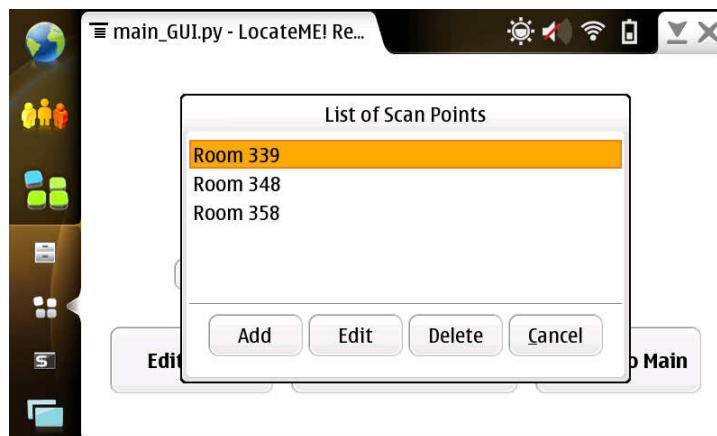 main_GUI.py - LocateME! Re...
List of Scan Points
Room 339
Room 348
Room 358
Add Edit Delete Cancel
Edit o Main